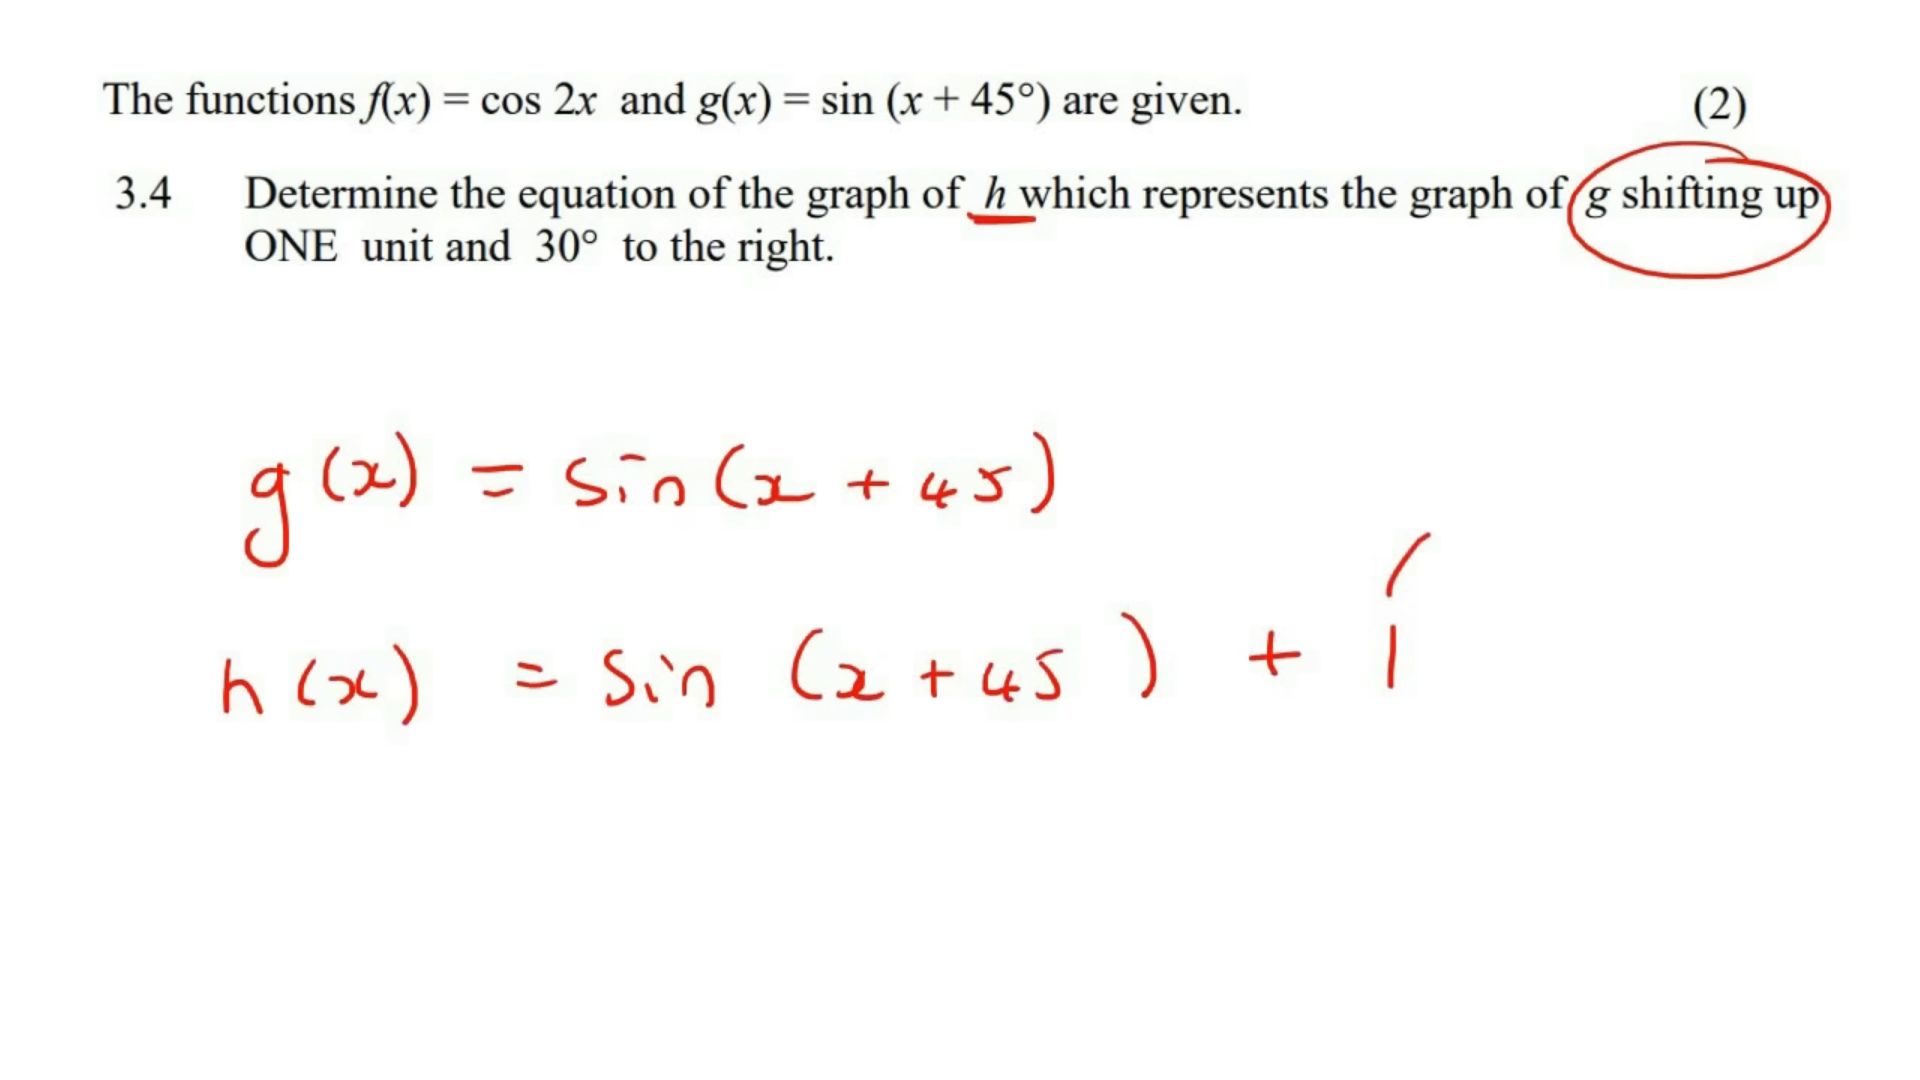 The functions f(x) = cos 2x and g(x) = sin (x + 45°) are given. (2)
3.4 Determine the equation of the graph of h which represents the graph of g shifting up
ONE unit and 30° to the right.
g(x) = sin(x + 45)
h(x) = sin (x + 45 ) + 1